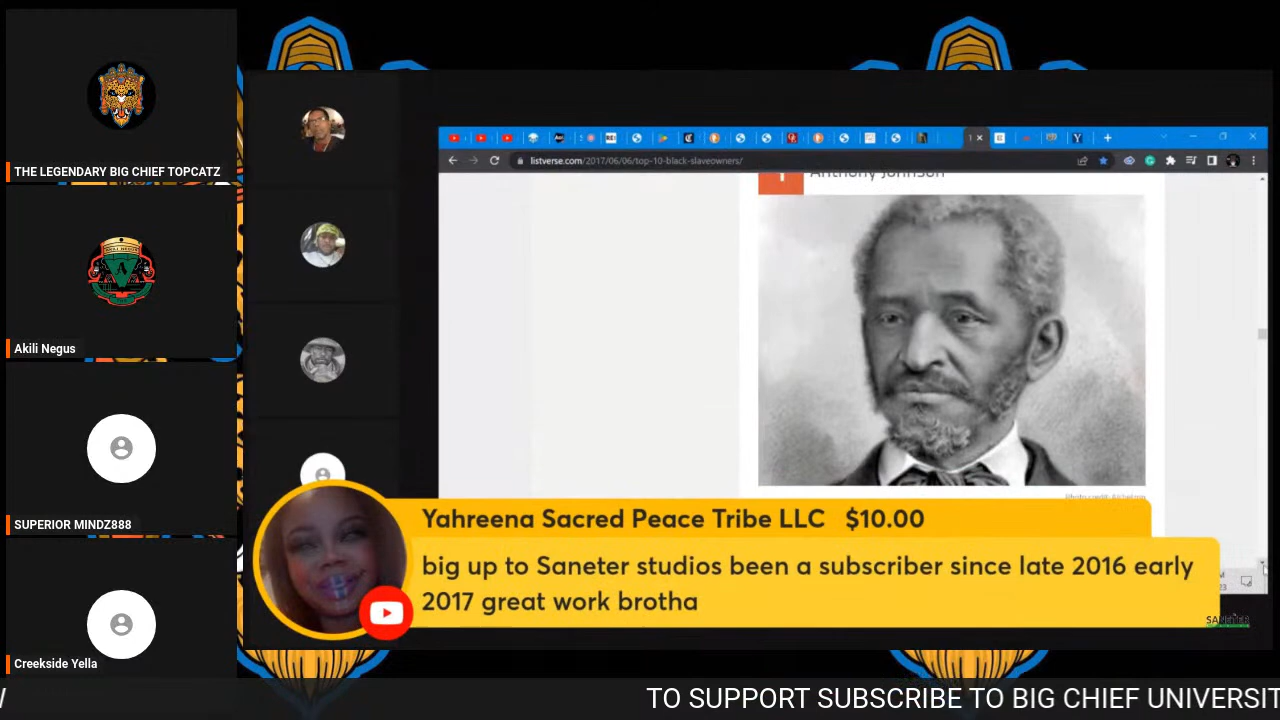 THE LEGENDARY BIG CHIEF TOPCATZ
Akili Negus
SUPERIOR MINDZ888
Creekside Yella
listverse.com/2017/06/06/top-10-black-slaveowners/
Anthony Johnson
Yahreena Sacred Peace Tribe LLC $10.00
big up to Saneter studios been a subscriber since late 2016 early
2017 great work brotha
SANETER
TO SUPPORT SUBSCRIBE TO BIG CHIEF UNIVERSIT